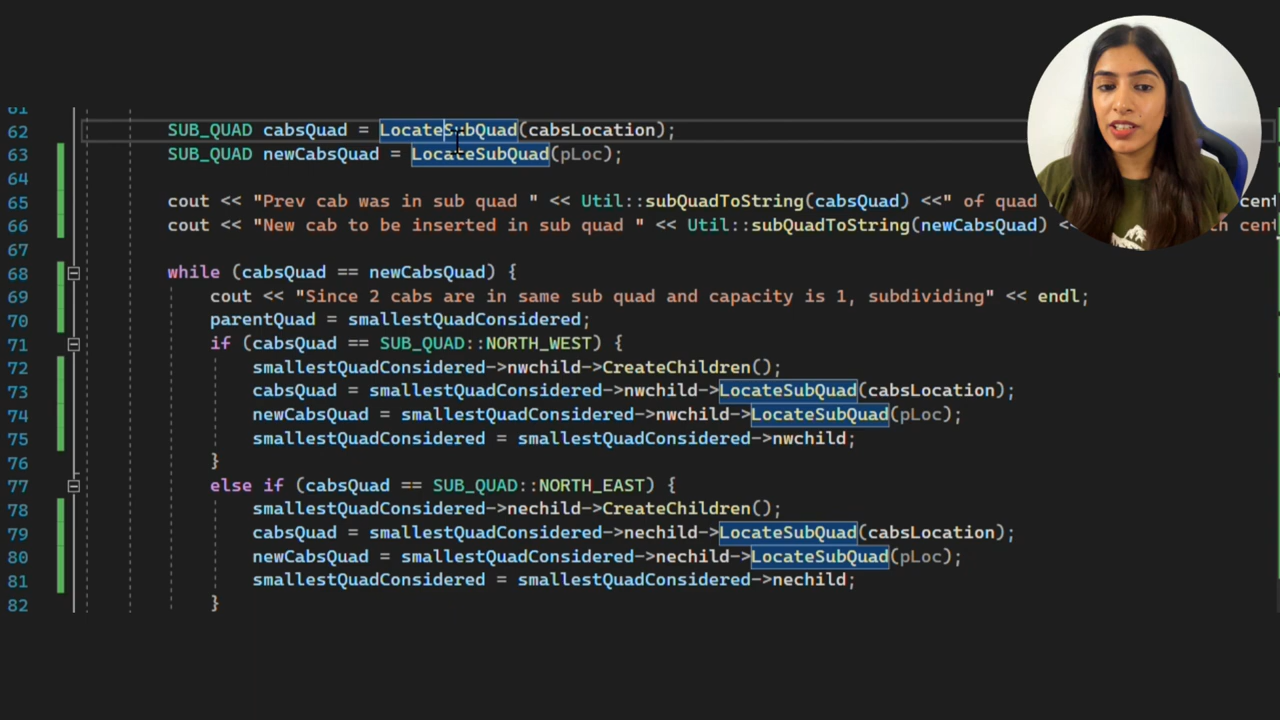 61
62 SUB_QUAD cabsQuad = LocateSubQuad(cabsLocation);
63 SUB_QUAD newCabsQuad = LocateSubQuad(pLoc);
64
65 cout << "Prev cab was in sub quad " << Util::subQuadToString(cabsQuad) <<" of quad cent
66 cout << "New cab to be inserted in sub quad " << Util::subQuadToString(newCabsQuad) << th cent
67
68 while (cabsQuad == newCabsQuad) {
69 cout << "Since 2 cabs are in same sub quad and capacity is 1, subdividing" << endl;
70 parentQuad = smallestQuadConsidered;
71 if (cabsQuad == SUB_QUAD::NORTH_WEST) {
72 smallestQuadConsidered->nwchild->CreateChildren();
73 cabsQuad = smallestQuadConsidered->nwchild->LocateSubQuad(cabsLocation);
74 newCabsQuad = smallestQuadConsidered->nwchild->LocateSubQuad(pLoc);
75 smallestQuadConsidered = smallestQuadConsidered->nwchild;
76 }
77 else if (cabsQuad == SUB_QUAD::NORTH_EAST) {
78 smallestQuadConsidered->nechild->CreateChildren();
79 cabsQuad = smallestQuadConsidered->nechild->LocateSubQuad(cabsLocation);
80 newCabsQuad = smallestQuadConsidered->nechild->LocateSubQuad(pLoc);
81 smallestQuadConsidered = smallestQuadConsidered->nechild;
82 }